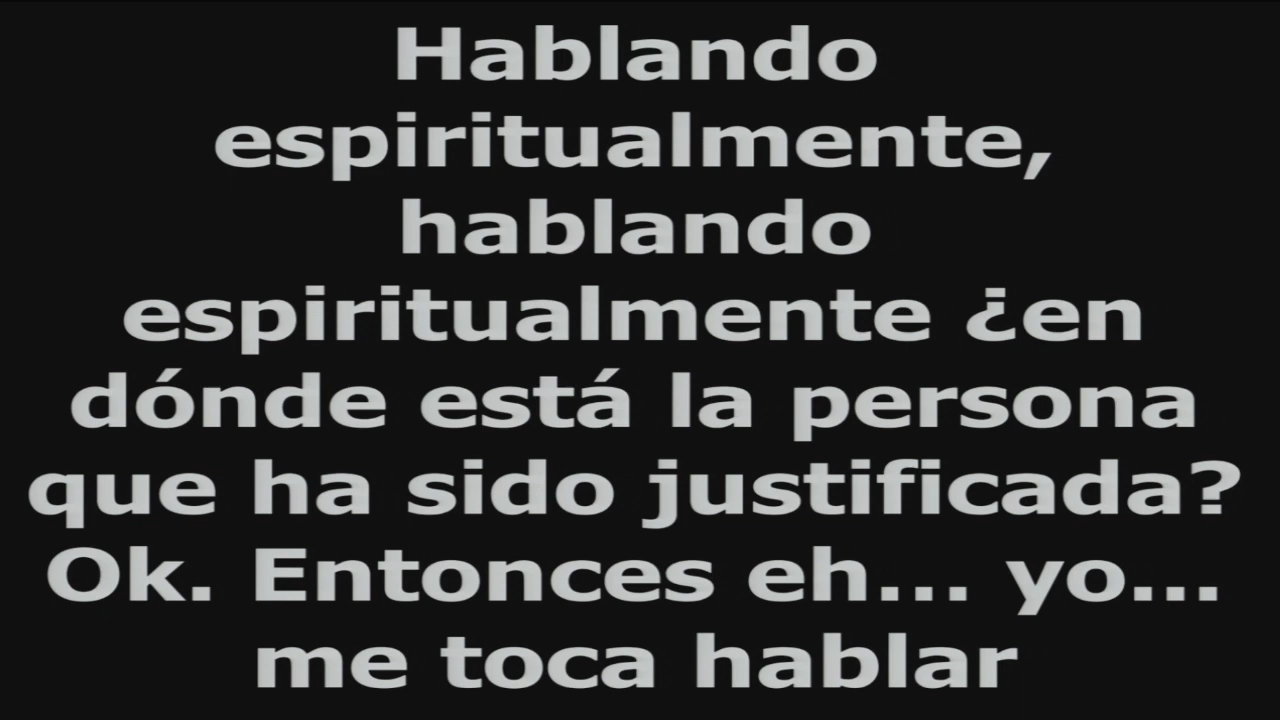 Hablando
espiritualmente,
hablando
espiritualmente ¿en
dónde está la persona
que ha sido justificada?
Ok. Entonces eh... yo...
me toca hablar